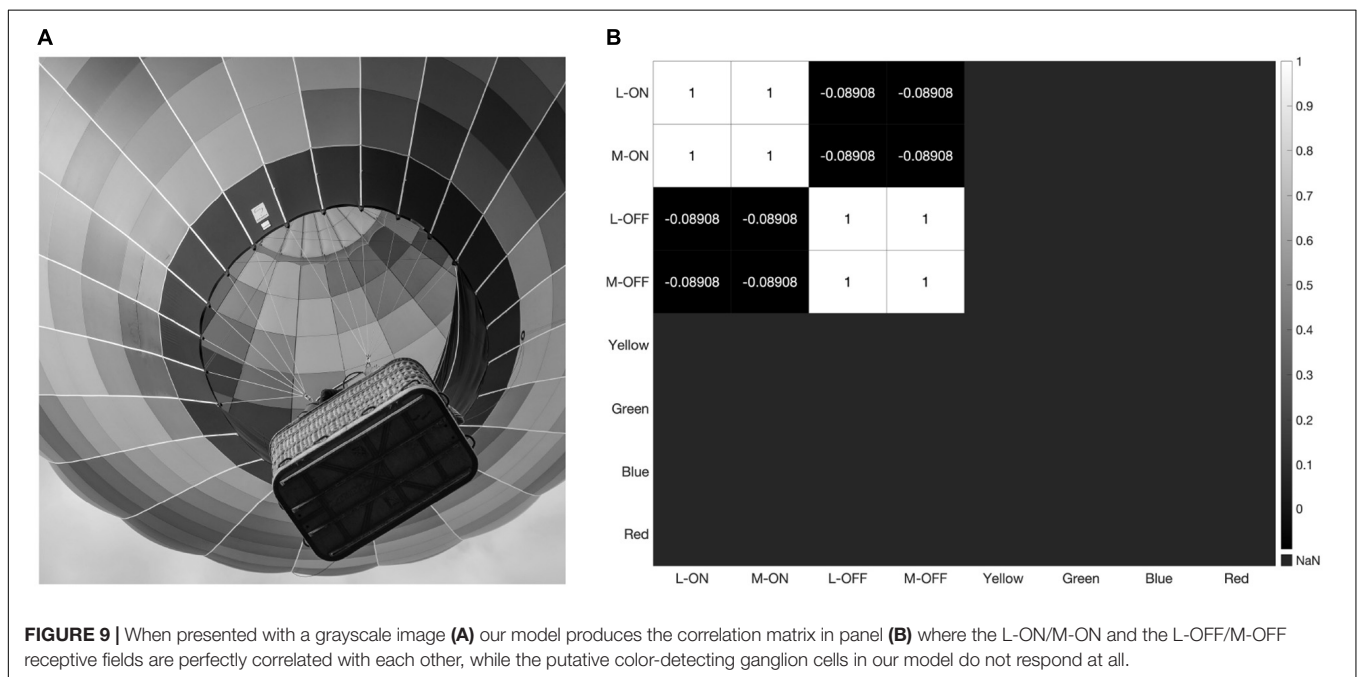 A
B
L-ON 1 1 -0.08908 -0.08908
M-ON 1 1 -0.08908 -0.08908
L-OFF -0.08908 -0.08908 1 1
M-OFF -0.08908 -0.08908 1 1
Yellow
Green
Blue
Red
L-ON M-ON L-OFF M-OFF Yellow Green Blue Red
1
0.9
0.8
0.7
0.6
0.5
0.4
0.3
0.2
0.1
0
NaN
FIGURE 9 | When presented with a grayscale image (A) our model produces the correlation matrix in panel (B) where the L-ON/M-ON and the L-OFF/M-OFF
receptive fields are perfectly correlated with each other, while the putative color-detecting ganglion cells in our model do not respond at all.